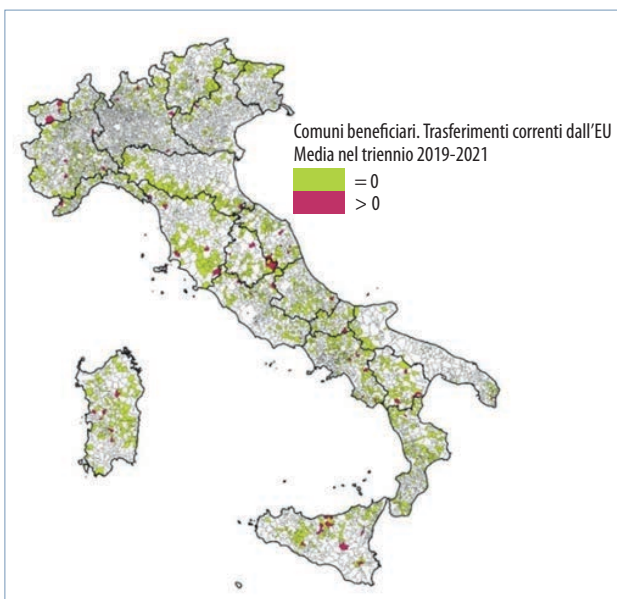 Comuni beneficiari. Trasferimenti correnti dall'EU
Media nel triennio 2019-2021
= 0
> 0